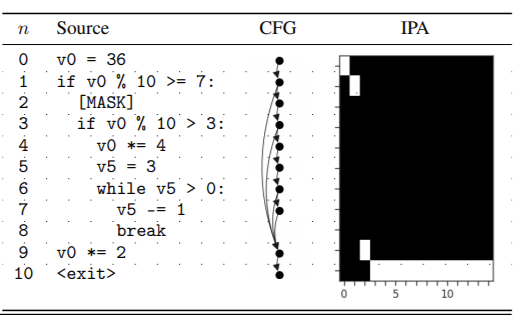 n Source CFG IPA
0 v0 = 36
1 if v0 % 10 >= 7:
2 [MASK]
3 if v0 % 10 > 3:
4 v0 *= 4
5 v5 = 3
6 while v5 > 0:
7 v5 -= 1
8 break
9 v0 *= 2
10 <exit>
0 5 10